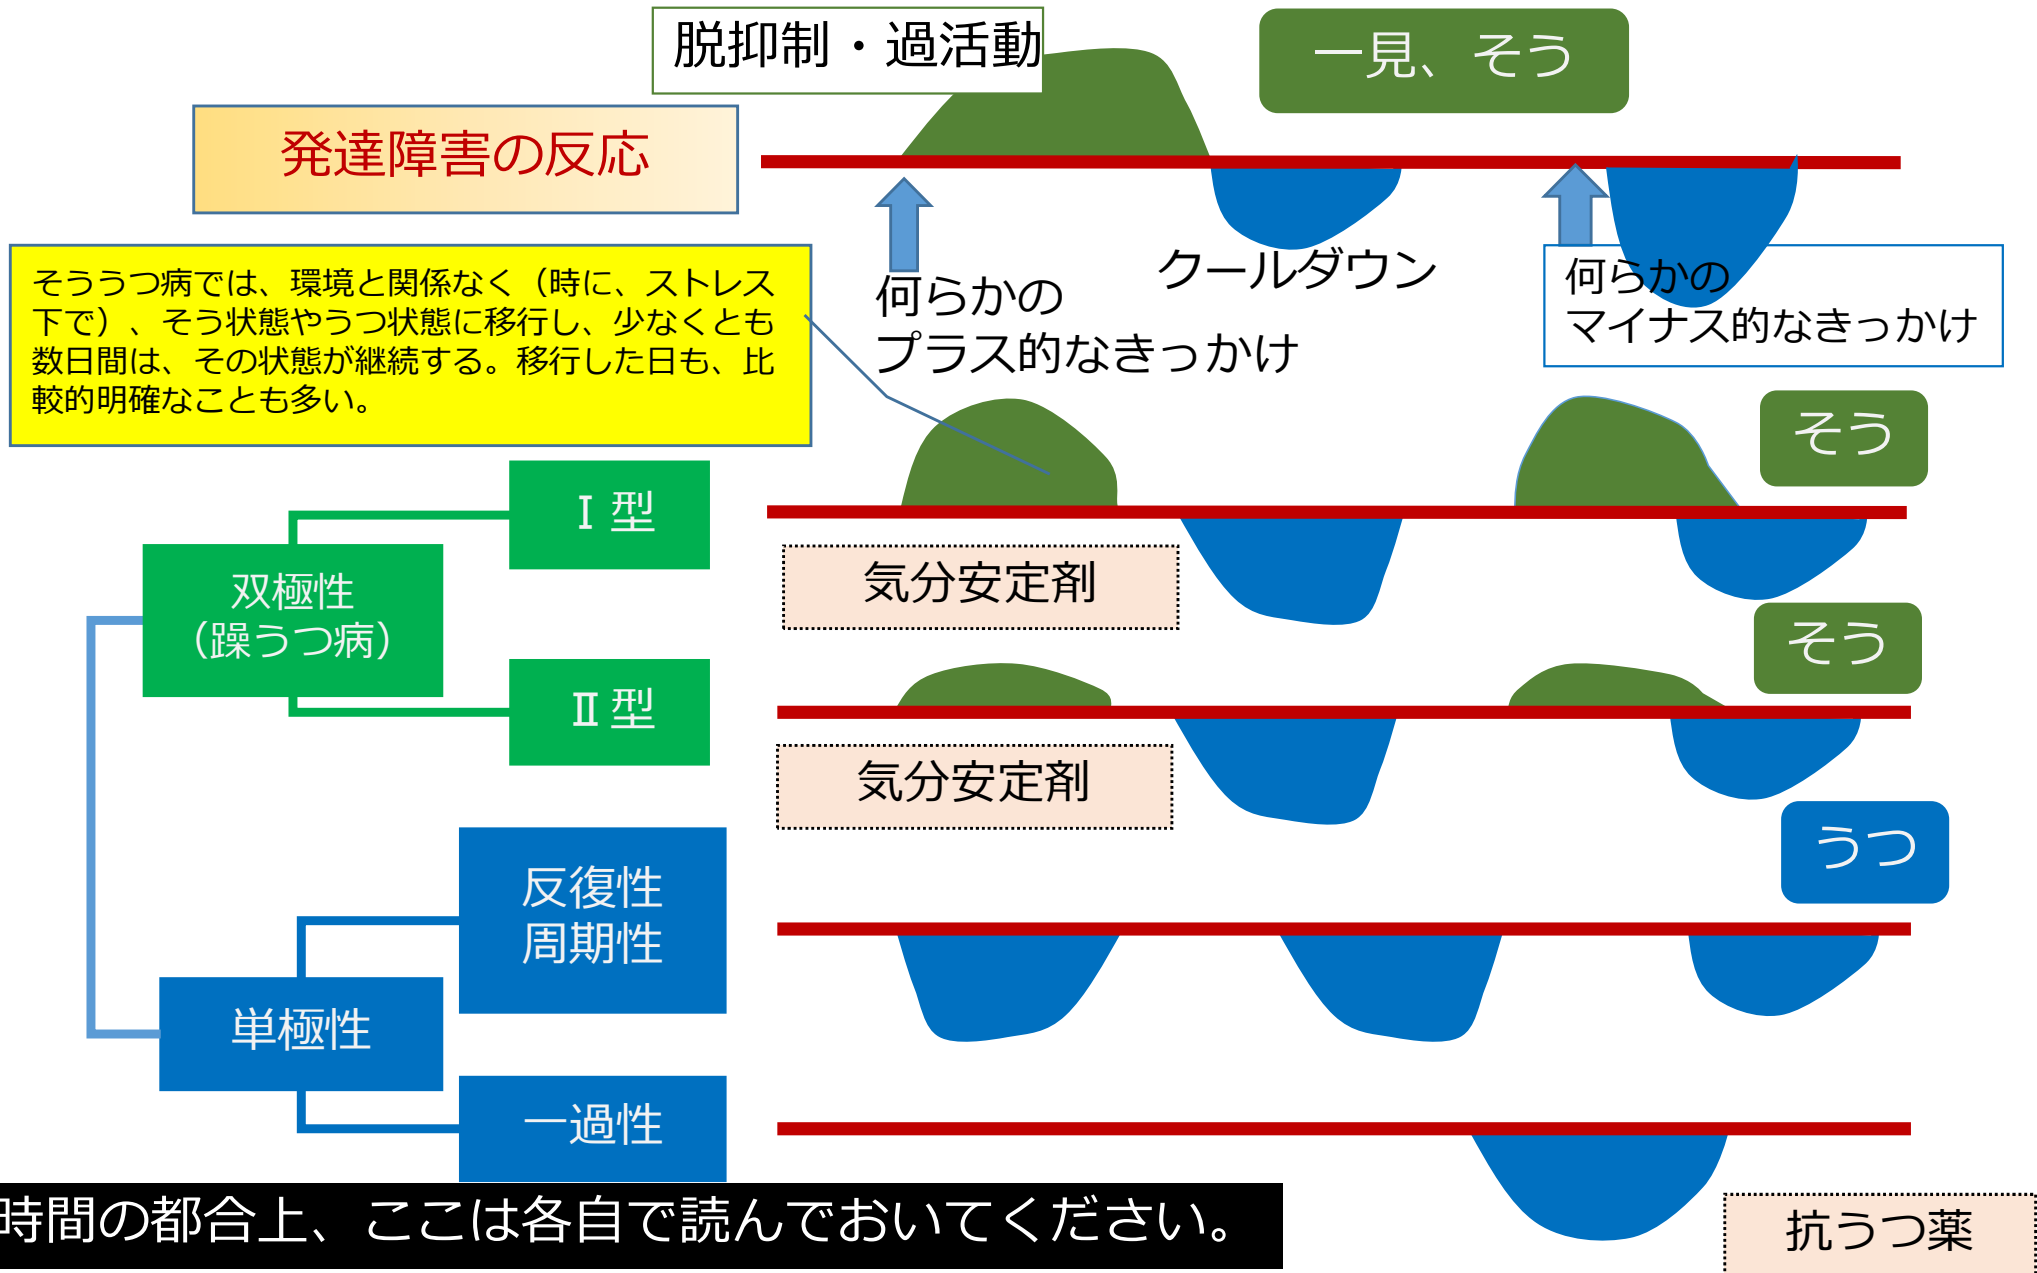 脱抑制・過活動
一見、そう
発達障害の反応
クールダウン
何らかの
プラス的なきっかけ
何らかの
マイナス的なきっかけ
そううつ病では、環境と関係なく（時に、ストレス
下で）、そう状態やうつ状態に移行し、少なくとも
数日間は、その状態が継続する。移行した日も、比
較的明確なことも多い。
そう
Ⅰ型
気分安定剤
双極性
（躁うつ病）
そう
Ⅱ型
気分安定剤
うつ
反復性
周期性
単極性
一過性
時間の都合上、ここは各自で読んでおいてください。
抗うつ薬